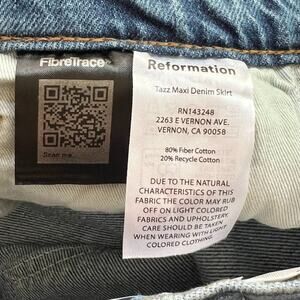 FibreTrace
Scan me
Reformation
Tazz Maxi Denim Skirt
RN143248
2263 E VERNON AVE.
VERNON, CA 90058
80% Fiber Cotton
20% Recycle Cotton
DUE TO THE NATURAL
CHARACTERISTICS OF THIS
FABRIC THE COLOR MAY RUB
OFF ON LIGHT COLORED
FABRICS AND UPHOLSTERY,
CARE SHOULD BE TAKEN
WHEN WEARING WITH LIGHT
COLORED CLOTHING.